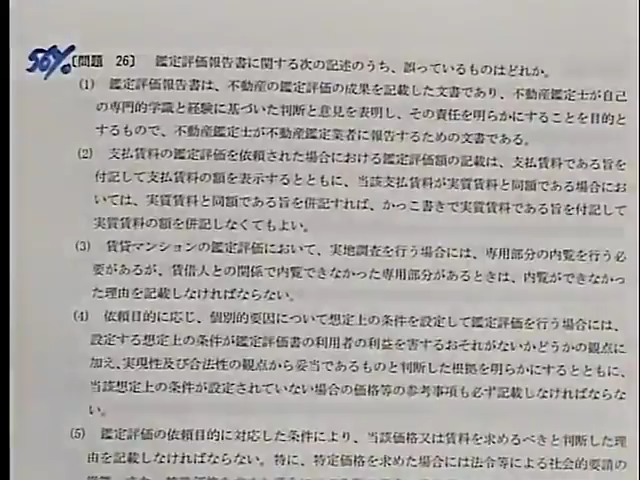 56%.
[問題 26] 鑑定評価報告書に関する次の記述のうち、誤っているものはどれか。
(1) 鑑定評価報告書は、不動産の鑑定評価の成果を記載した文書であり、不動産鑑定士が自己
の専門的学識と経験に基づいた判断と意見を表明し、その責任を明らかにすることを目的と
するもので、不動産鑑定士が不動産鑑定業者に報告するための文書である。
(2) 支払賃料の鑑定評価を依頼された場合における鑑定評価額の記載は、支払賃料である旨を
付記して支払賃料の額を表示するとともに、当該支払賃料が実質賃料と同額である場合にお
いては、実質賃料と同額である旨を併記すれば、かっこ書きで実質賃料である旨を付記して
実質賃料の額を併記しなくてもよい。
(3) 賃貸マンションの鑑定評価において、実地調査を行う場合には、専用部分の内覧を行う必
要があるが、賃借人との関係で内覧できなかった専用部分があるときは、内覧ができなかっ
た理由を記載しなければならない。
(4) 依頼目的に応じ、個別的要因について想定上の条件を設定して鑑定評価を行う場合には、
設定する想定上の条件が鑑定評価書の利用者の利益を害するおそれがないかどうかの観点に
加え、実現性及び合法性の観点から妥当であるものと判断した根拠を明らかにするとともに、
当該想定上の条件が設定されていない場合の価格等の参考事項も必ず記載しなければならな
い。
(5) 鑑定評価の依頼目的に対応した条件により、当該価格又は賃料を求めるべきと判断した理
由を記載しなければならない。特に、特定価格を求めた場合には法令等による社会的要請の